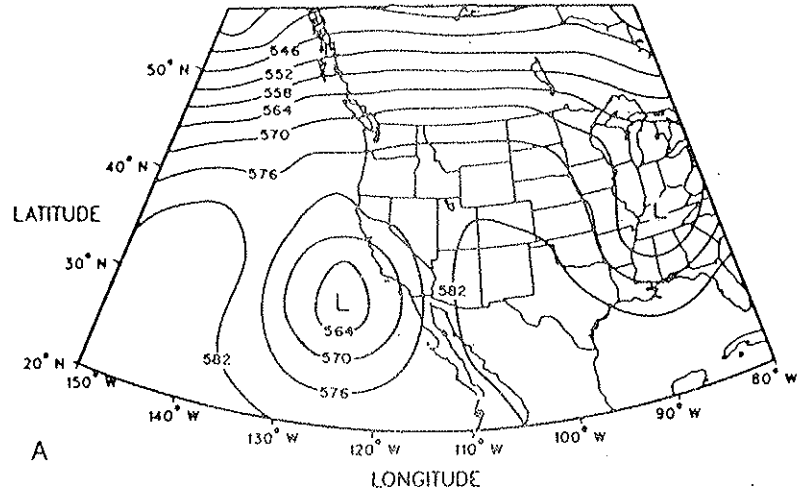 50° N
40° N
30° N
20° N
LATITUDE
546
552
558
564
570
576
582
L
564
570
576
582
L
150° W
140° W
130° W
120° W
110° W
100° W
90° W
80° W
LONGITUDE
A